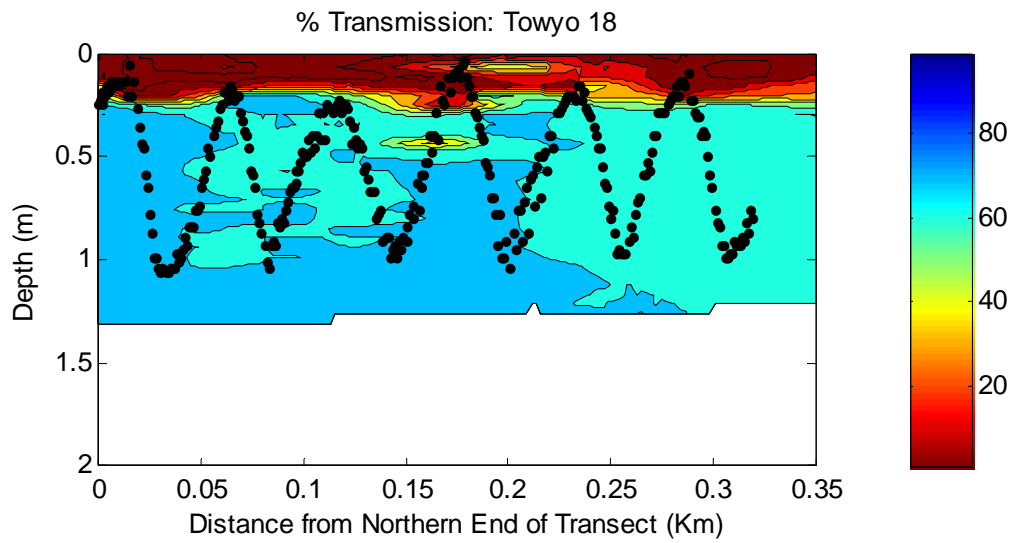 % Transmission: Towyo 18
0
0.5
1
1.5
2
Depth (m)
0 0.05 0.1 0.15 0.2 0.25 0.3 0.35
Distance from Northern End of Transect (Km)
80
60
40
20